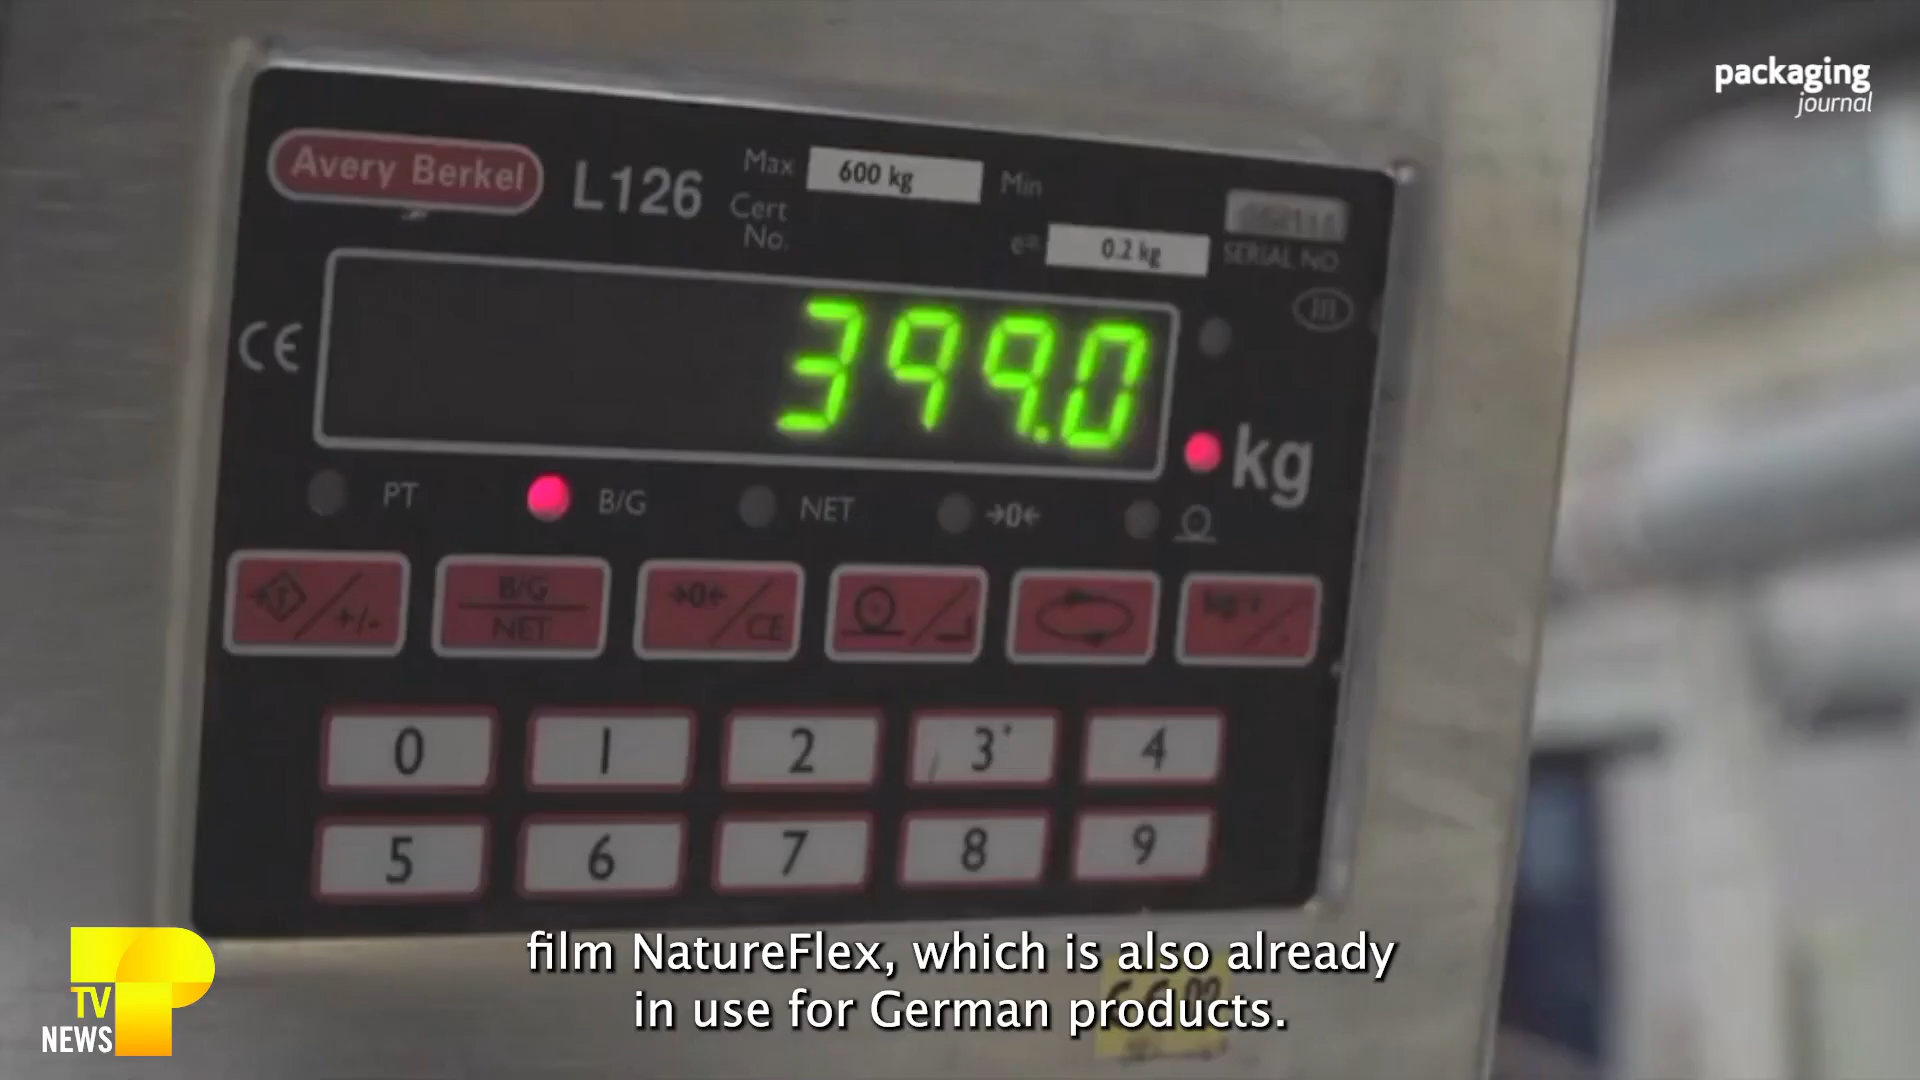 packaging
journal
Avery Berkel
L126
Max
600 kg
Min
Cert
No.
e=
0.2 kg
SERIAL NO
III
CE
399.0
kg
PT
B/G
NET
→0←
+/-
B/G
NET
→0←
CE
0
1
2
3
4
5
6
7
8
9
film NatureFlex, which is also already
in use for German products.
TV
NEWS
P